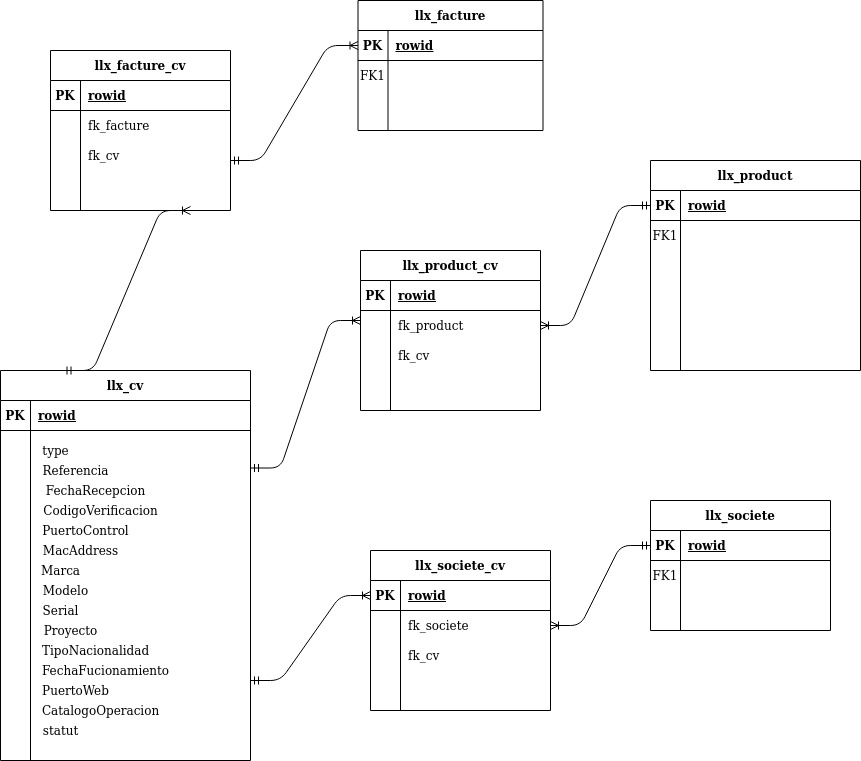 llx_facture
PK rowid
FK1
llx_facture_cv
PK rowid
fk_facture
fk_cv
llx_product
PK rowid
FK1
llx_product_cv
PK rowid
fk_product
fk_cv
llx_cv
PK rowid
type
Referencia
FechaRecepcion
CodigoVerificacion
PuertoControl
MacAddress
Marca
Modelo
Serial
Proyecto
TipoNacionalidad
FechaFucionamiento
PuertoWeb
CatalogoOperacion
statut
llx_societe_cv
PK rowid
fk_societe
fk_cv
llx_societe
PK rowid
FK1